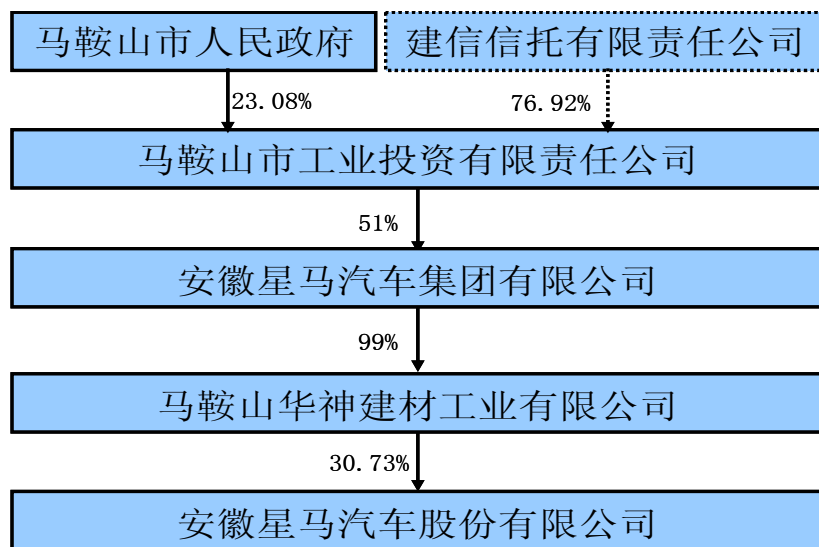 马鞍山市人民政府
建信信托有限责任公司
23.08%
76.92%
马鞍山市工业投资有限责任公司
51%
安徽星马汽车集团有限公司
99%
马鞍山华神建材工业有限公司
30.73%
安徽星马汽车股份有限公司